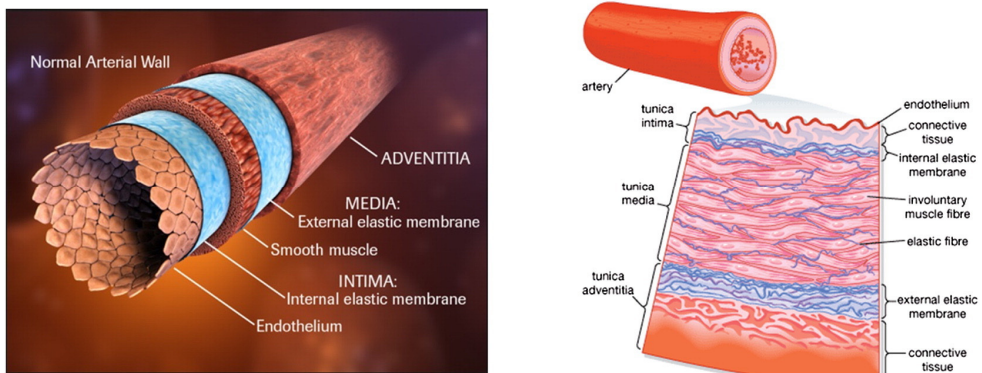 Normal Arterial Wall
ADVENTITIA
MEDIA:
External elastic membrane
Smooth muscle
INTIMA:
Internal elastic membrane
Endothelium
artery
tunica
intima
tunica
media
tunica
adventitia
endothelium
connective
tissue
internal elastic
membrane
involuntary
muscle fibre
elastic fibre
external elastic
membrane
connective
tissue